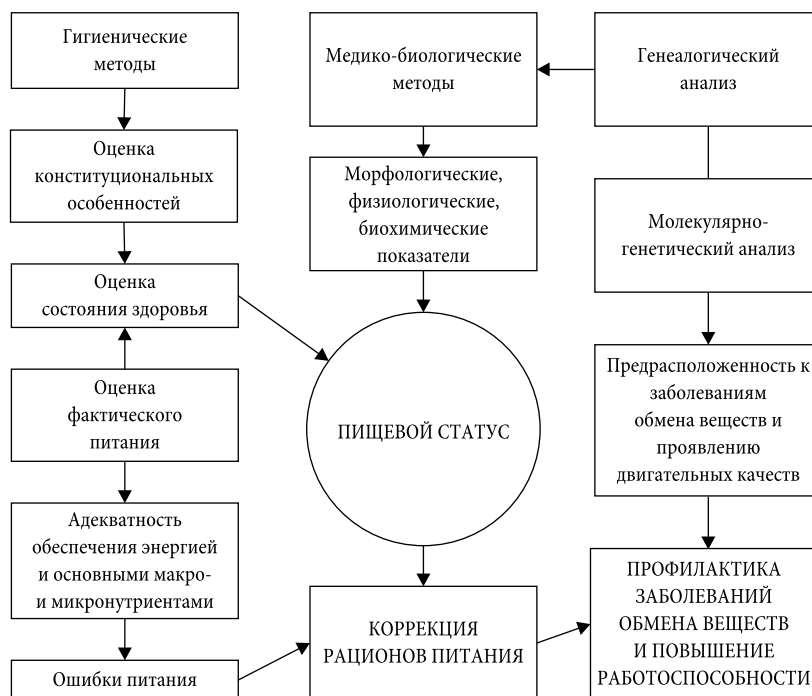 Гигиенические
методы
Оценка
конституциональных
особенностей
Оценка
состояния здоровья
Оценка
фактического
питания
Адекватность
обеспечения энергией
и основными макро-
и микронутриентами
Ошибки питания
Медико-биологические
методы
Морфологические,
физиологические,
биохимические
показатели
ПИЩЕВОЙ СТАТУС
КОРРЕКЦИЯ
РАЦИОНОВ ПИТАНИЯ
Генеалогический
анализ
Молекулярно-
генетический анализ
Предрасположенность к
заболеваниям
обмена веществ и
проявлению
двигательных качеств
ПРОФИЛАКТИКА
ЗАБОЛЕВАНИЙ
ОБМЕНА ВЕЩЕСТВ
И ПОВЫШЕНИЕ
РАБОТОСПОСОБНОСТИ